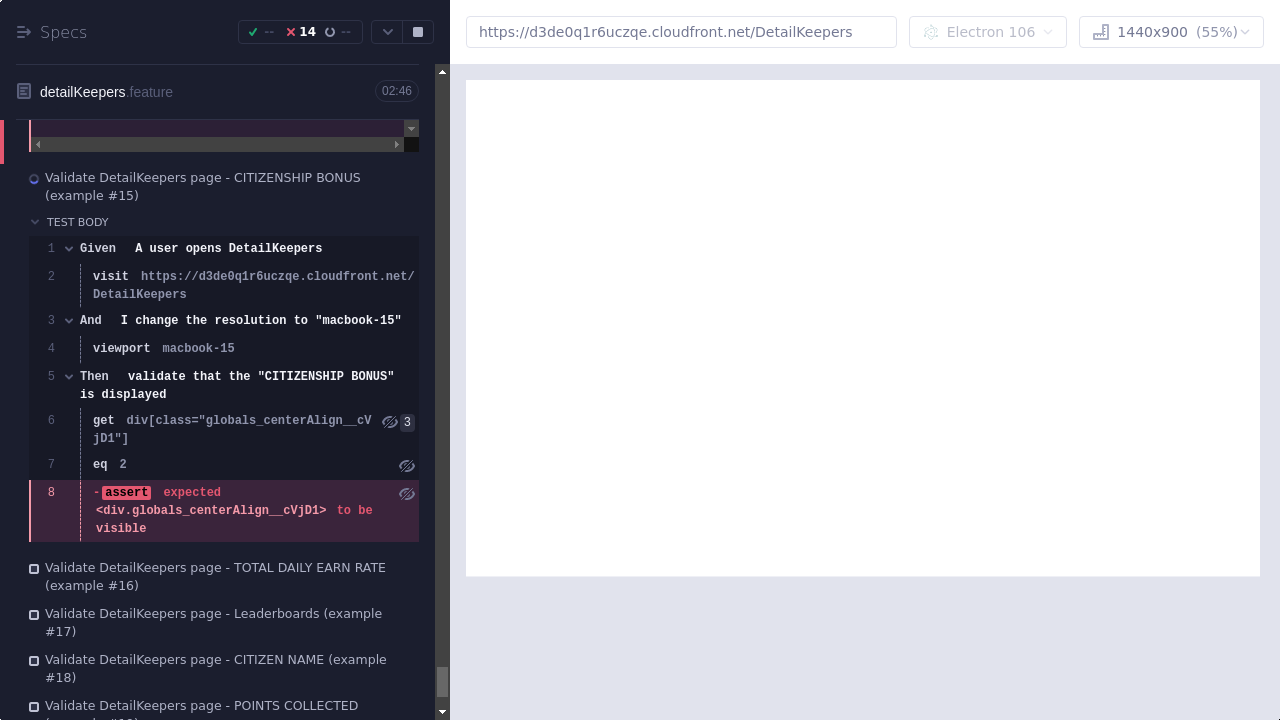 Specs
-- 14 --
https://d3de0q1r6uczqe.cloudfront.net/DetailKeepers
Electron 106
1440x900 (55%)
detailKeepers.feature
02:46
Validate DetailKeepers page - CITIZENSHIP BONUS
(example #15)
TEST BODY
1 Given A user opens DetailKeepers
2 visit https://d3de0q1r6uczqe.cloudfront.net/
DetailKeepers
3 And I change the resolution to "macbook-15"
4 viewport macbook-15
5 Then validate that the "CITIZENSHIP BONUS"
is displayed
6 get div[class="globals_centerAlign__cV 3
jD1"]
7 eq 2
8 -assert expected
<div.globals_centerAlign__cVjD1> to be
visible
Validate DetailKeepers page - TOTAL DAILY EARN RATE
(example #16)
Validate DetailKeepers page - Leaderboards (example
#17)
Validate DetailKeepers page - CITIZEN NAME (example
#18)
Validate DetailKeepers page - POINTS COLLECTED